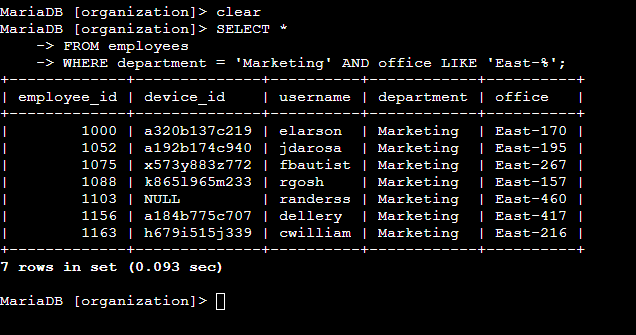 MariaDB [organization]> clear
MariaDB [organization]> SELECT *
    -> FROM employees
    -> WHERE department = 'Marketing' AND office LIKE 'East-%';
+-------------+--------------+----------+------------+----------+
| employee_id | device_id    | username | department | office   |
+-------------+--------------+----------+------------+----------+
|        1000 | a320b137c219 | elarson  | Marketing  | East-170 |
|        1052 | a192b174c940 | jdarosa  | Marketing  | East-195 |
|        1075 | x573y883z772 | fbautist | Marketing  | East-267 |
|        1088 | k865l965m233 | rgosh    | Marketing  | East-157 |
|        1103 | NULL         | randerss | Marketing  | East-460 |
|        1156 | a184b775c707 | dellery  | Marketing  | East-417 |
|        1163 | h679i515j339 | cwilliam | Marketing  | East-216 |
+-------------+--------------+----------+------------+----------+
7 rows in set (0.093 sec)
MariaDB [organization]>